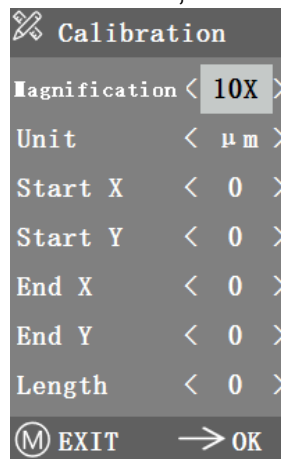 Calibration
Magnification < 10X >
Unit < μm >
Start X < 0 >
Start Y < 0 >
End X < 0 >
End Y < 0 >
Length < 0 >
M EXIT → OK